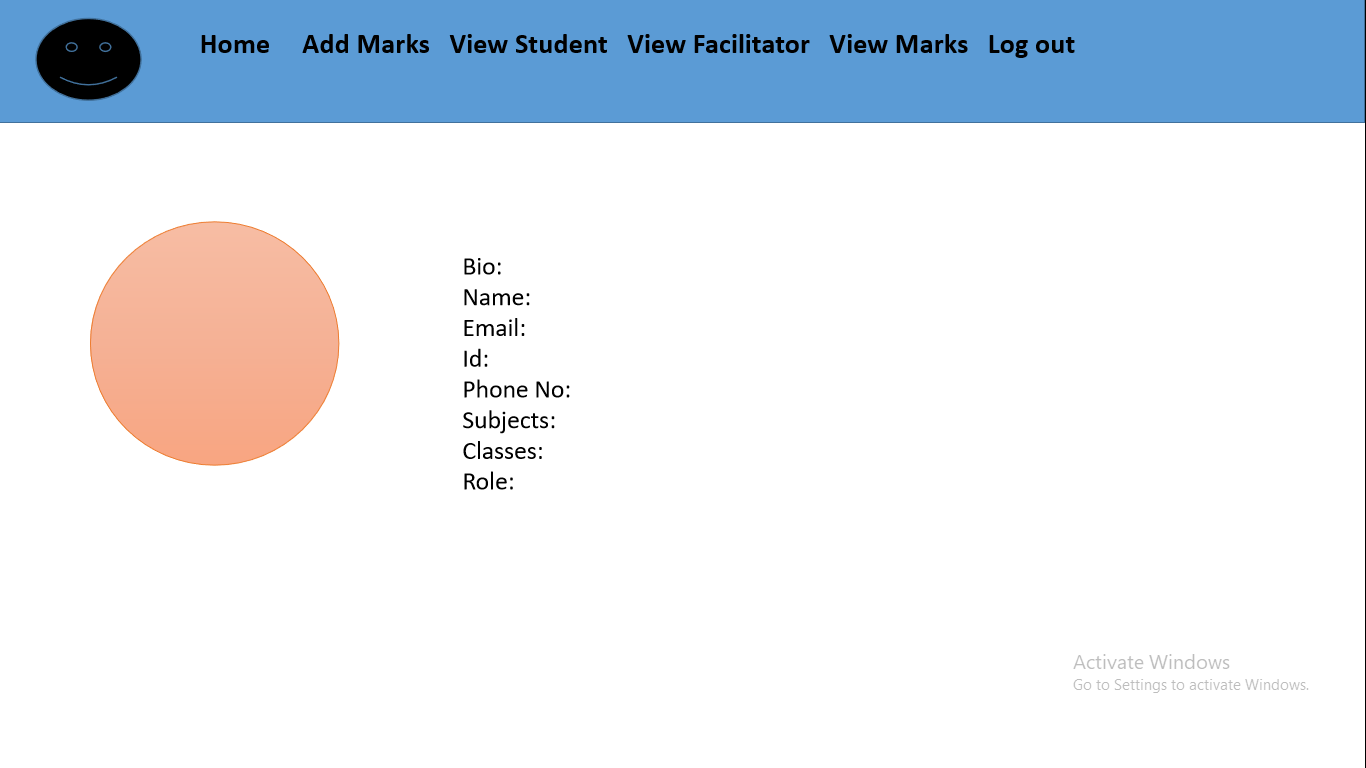 Home Add Marks View Student View Facilitator View Marks Log out
Bio:
Name:
Email:
Id:
Phone No:
Subjects:
Classes:
Role:
Activate Windows
Go to Settings to activate Windows.